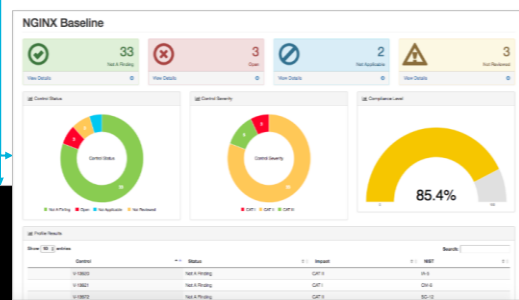 NGINX Baseline
33
Not A Finding
View Details
3
Open
View Details
2
Not Applicable
View Details
3
Not Reviewed
View Details
Control Status
Control Severity
Compliance Level
Control Status
Control Severity
85.4%
Not A Finding Open Not Applicable Not Reviewed
CAT I CAT II CAT III
Profile Results
Show 10 entries
Search:
Control Status Impact NIST
Not A Finding CAT II
Not A Finding CAT I
Not A Finding CAT II